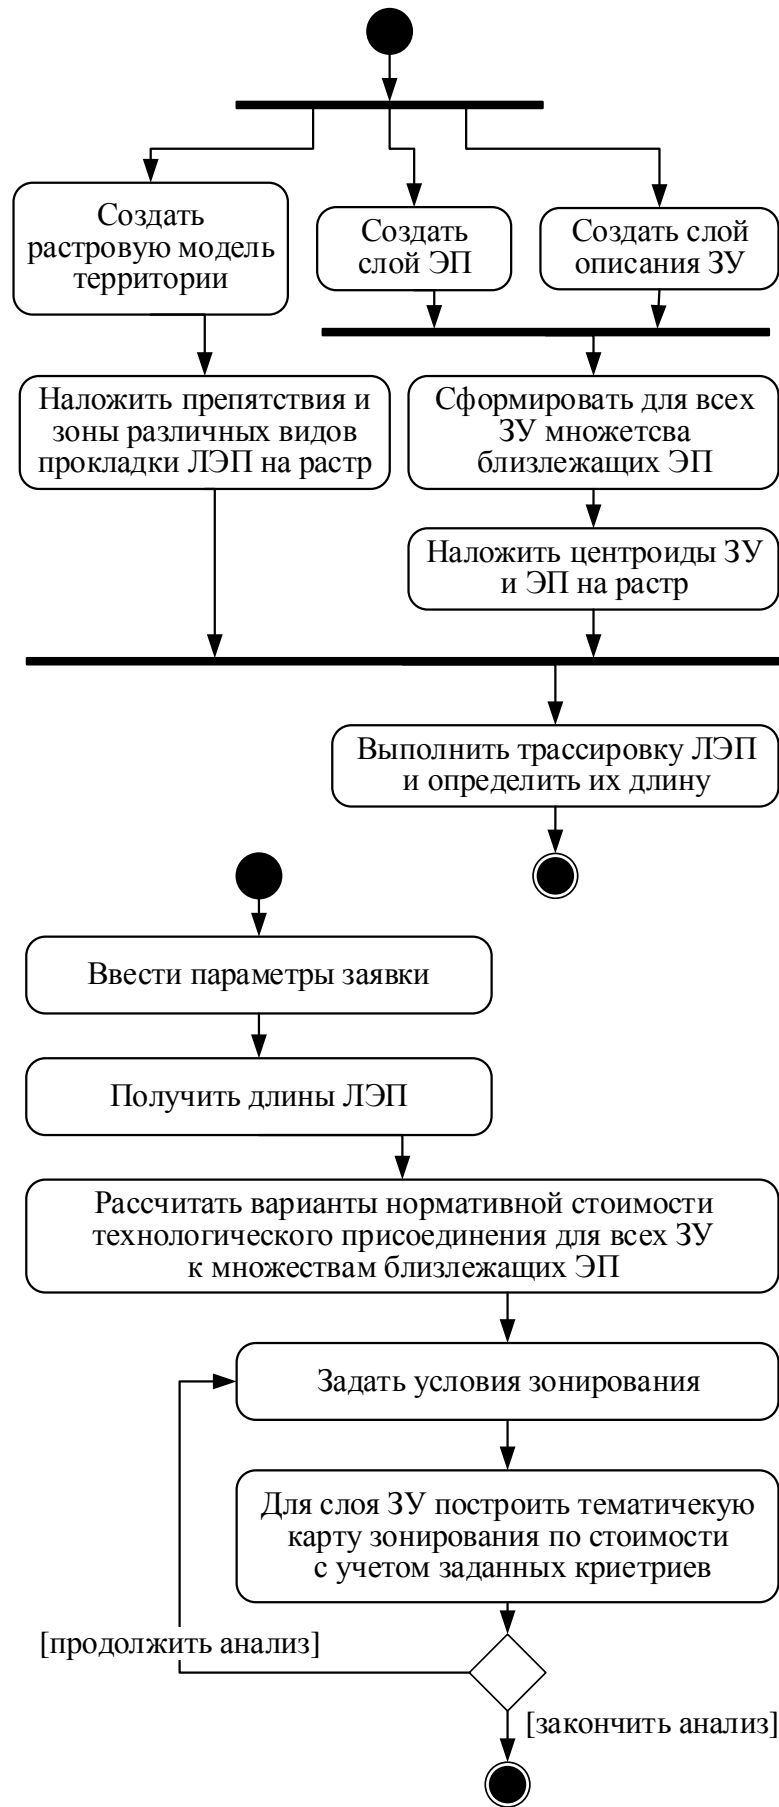 Создать
растровую модель
территории
Создать
слой ЭП
Создать слой
описания ЗУ
Наложить препятствия и
зоны различных видов
прокладки ЛЭП на растр
Сформировать для всех
ЗУ множетсва
близлежащих ЭП
Наложить центроиды ЗУ
и ЭП на растр
Выполнить трассировку ЛЭП
и определить их длину
Ввести параметры заявки
Получить длины ЛЭП
Рассчитать варианты нормативной стоимости
технологического присоединения для всех ЗУ
к множествам близлежащих ЭП
Задать условия зонирования
Для слоя ЗУ построить тематичекую
карту зонирования по стоимости
с учетом заданных криетриев
[продолжить анализ]
[закончить анализ]